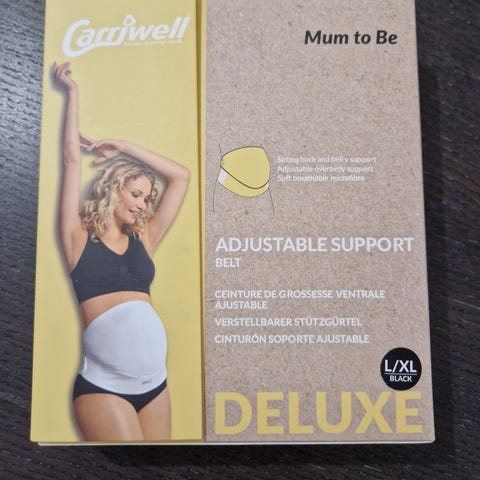 Carriwell
Mum to Be
Strong back and belly support
Adjustable overbelly support
Soft breathable microfibre
ADJUSTABLE SUPPORT
BELT
CEINTURE DE GROSSESSE VENTRALE
AJUSTABLE
VERSTELLBARER STÜTZGÜRTEL
CINTURÓN SOPORTE AJUSTABLE
L/XL
BLACK
DELUXE